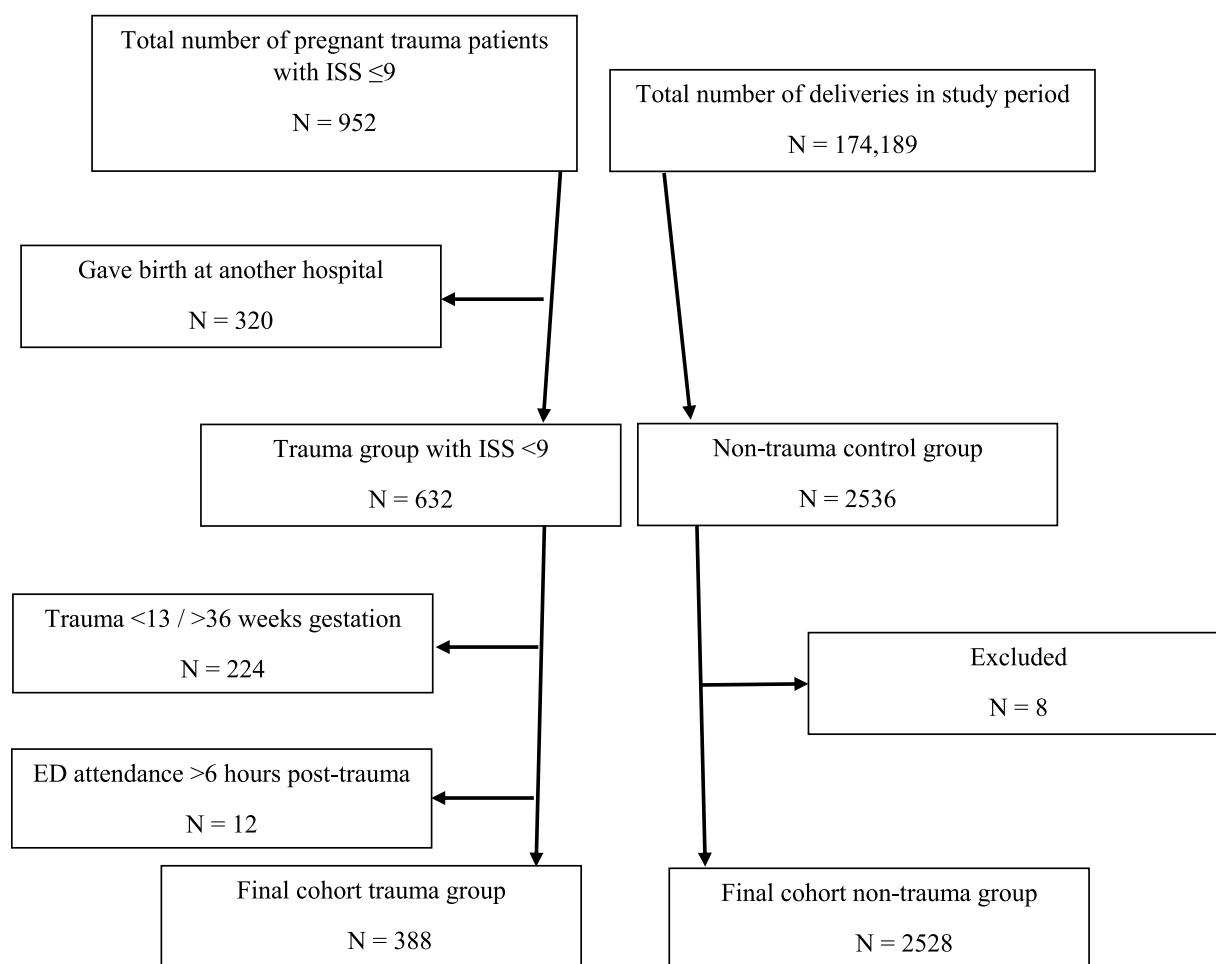 Total number of pregnant trauma patients
with ISS ≤9
N = 952
Total number of deliveries in study period
N = 174,189
Gave birth at another hospital
N = 320
Trauma group with ISS <9
N = 632
Non-trauma control group
N = 2536
Trauma <13 / >36 weeks gestation
N = 224
Excluded
N = 8
ED attendance >6 hours post-trauma
N = 12
Final cohort trauma group
N = 388
Final cohort non-trauma group
N = 2528